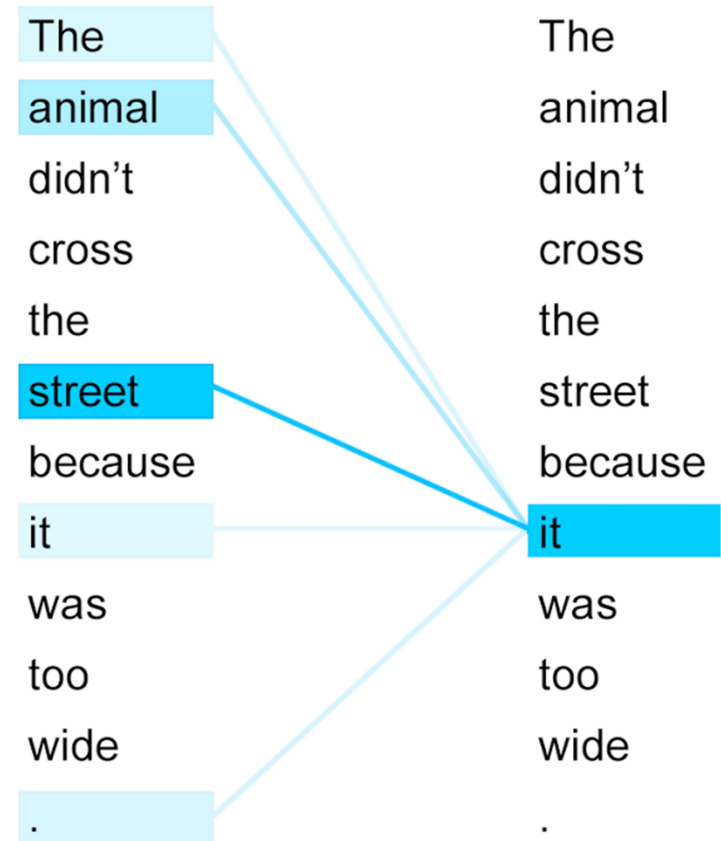 The The
animal animal
didn’t didn’t
cross cross
the the
street street
because because
it it
was was
too too
wide wide
. .